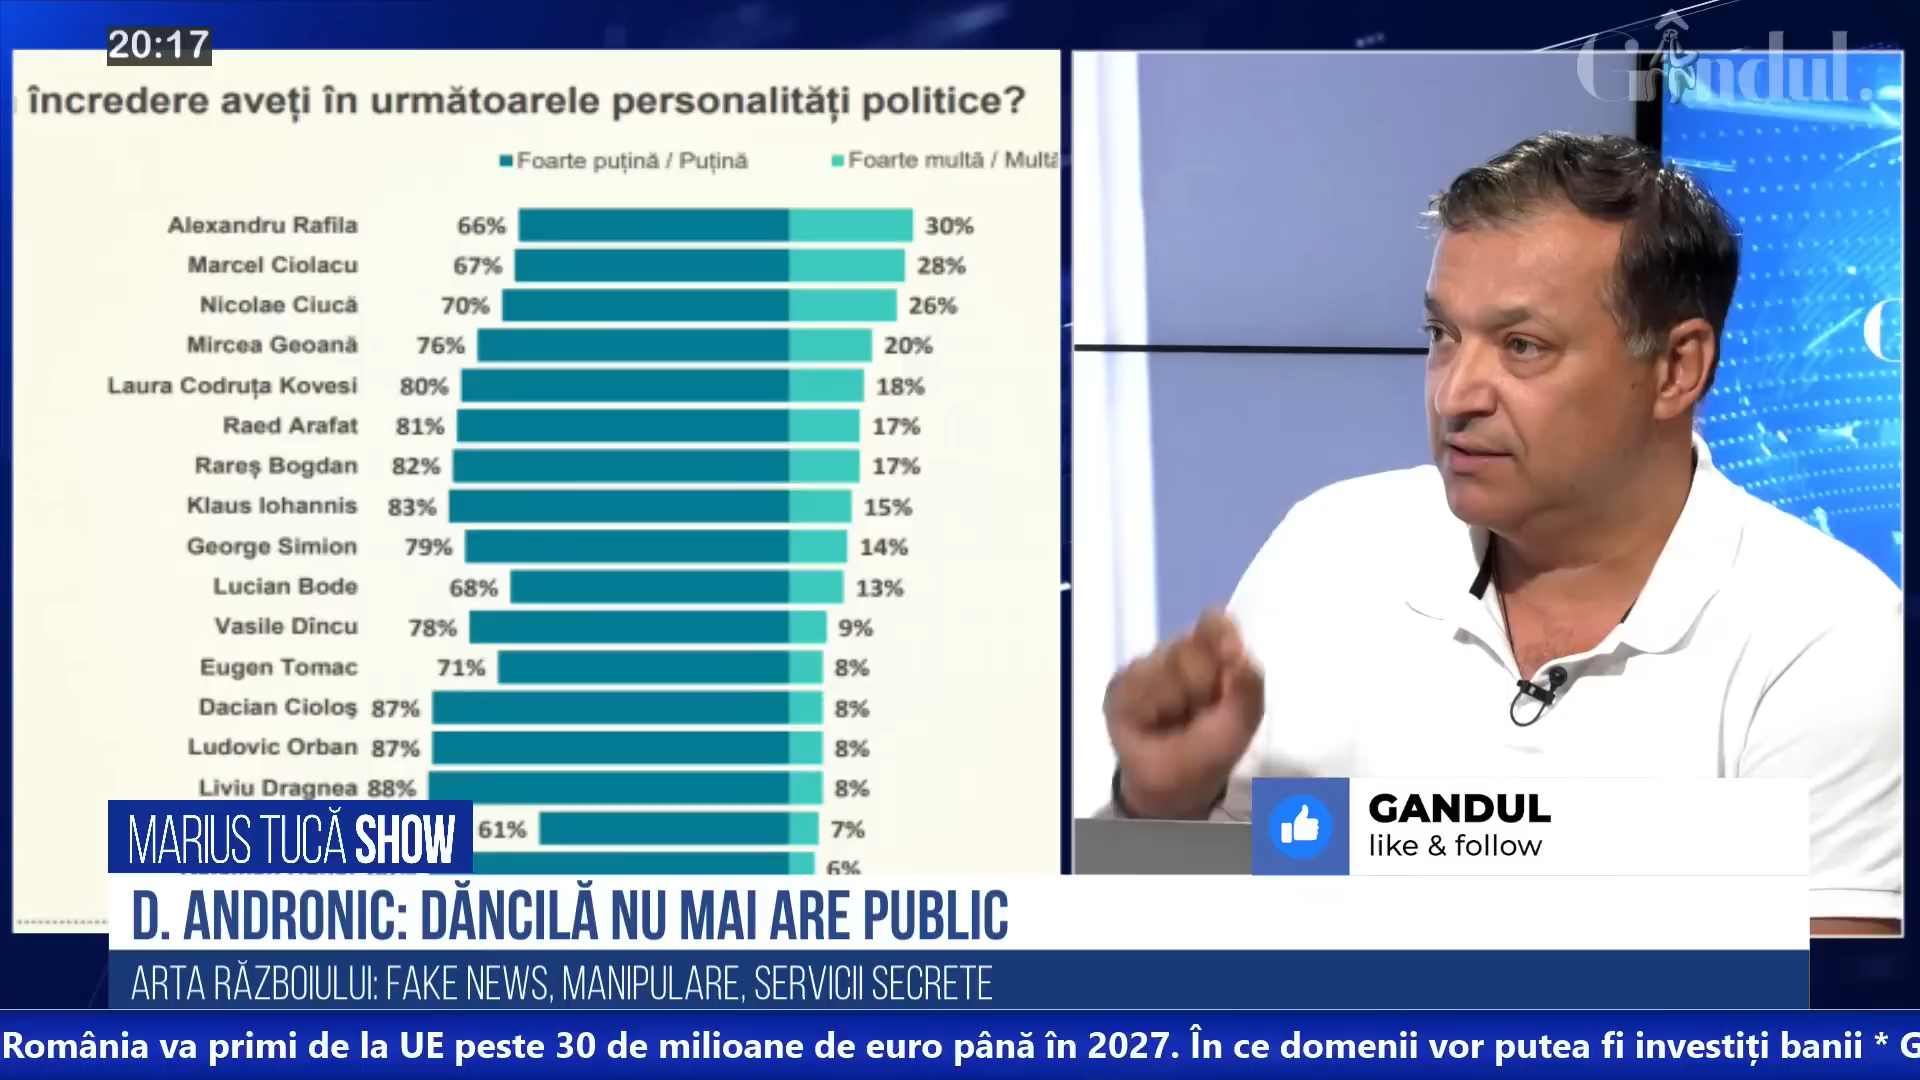 20:17
Gândul.
încredere aveți în următoarele personalități politice?
Foarte puțină / Puțină Foarte multă / Multă
Alexandru Rafila 66% 30%
Marcel Ciolacu 67% 28%
Nicolae Ciucă 70% 26%
Mircea Geoană 76% 20%
Laura Codruța Kovesi 80% 18%
Raed Arafat 81% 17%
Rareș Bogdan 82% 17%
Klaus Iohannis 83% 15%
George Simion 79% 14%
Lucian Bode 68% 13%
Vasile Dîncu 78% 9%
Eugen Tomac 71% 8%
Dacian Cioloș 87% 8%
Ludovic Orban 87% 8%
Liviu Dragnea 88% 8%
61% 7%
6%
GANDUL
like & follow
MARIUS TUCĂ SHOW
D. ANDRONIC: DĂNCILĂ NU MAI ARE PUBLIC
ARTA RĂZBOIULUI: FAKE NEWS, MANIPULARE, SERVICII SECRETE
România va primi de la UE peste 30 de milioane de euro până în 2027. În ce domenii vor putea fi investiți banii * G